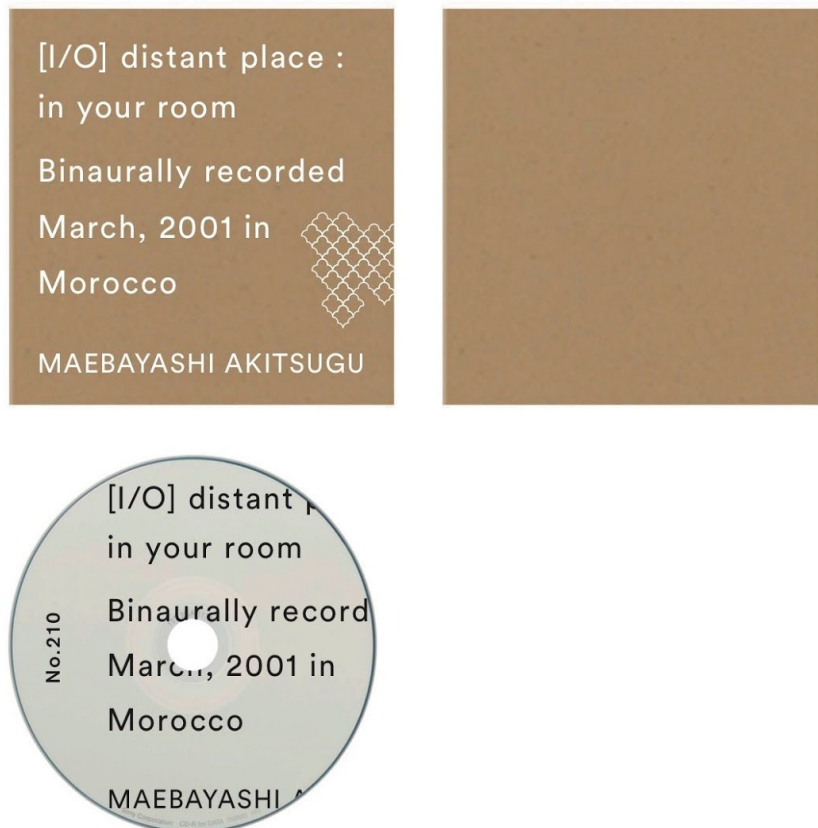 [I/O] distant place :
in your room
Binaurally recorded
March, 2001 in
Morocco
MAEBAYASHI AKITSUGU
[I/O] distant p
in your room
Binaurally record
March, 2001 in
Morocco
MAEBAYASHI A
No.210